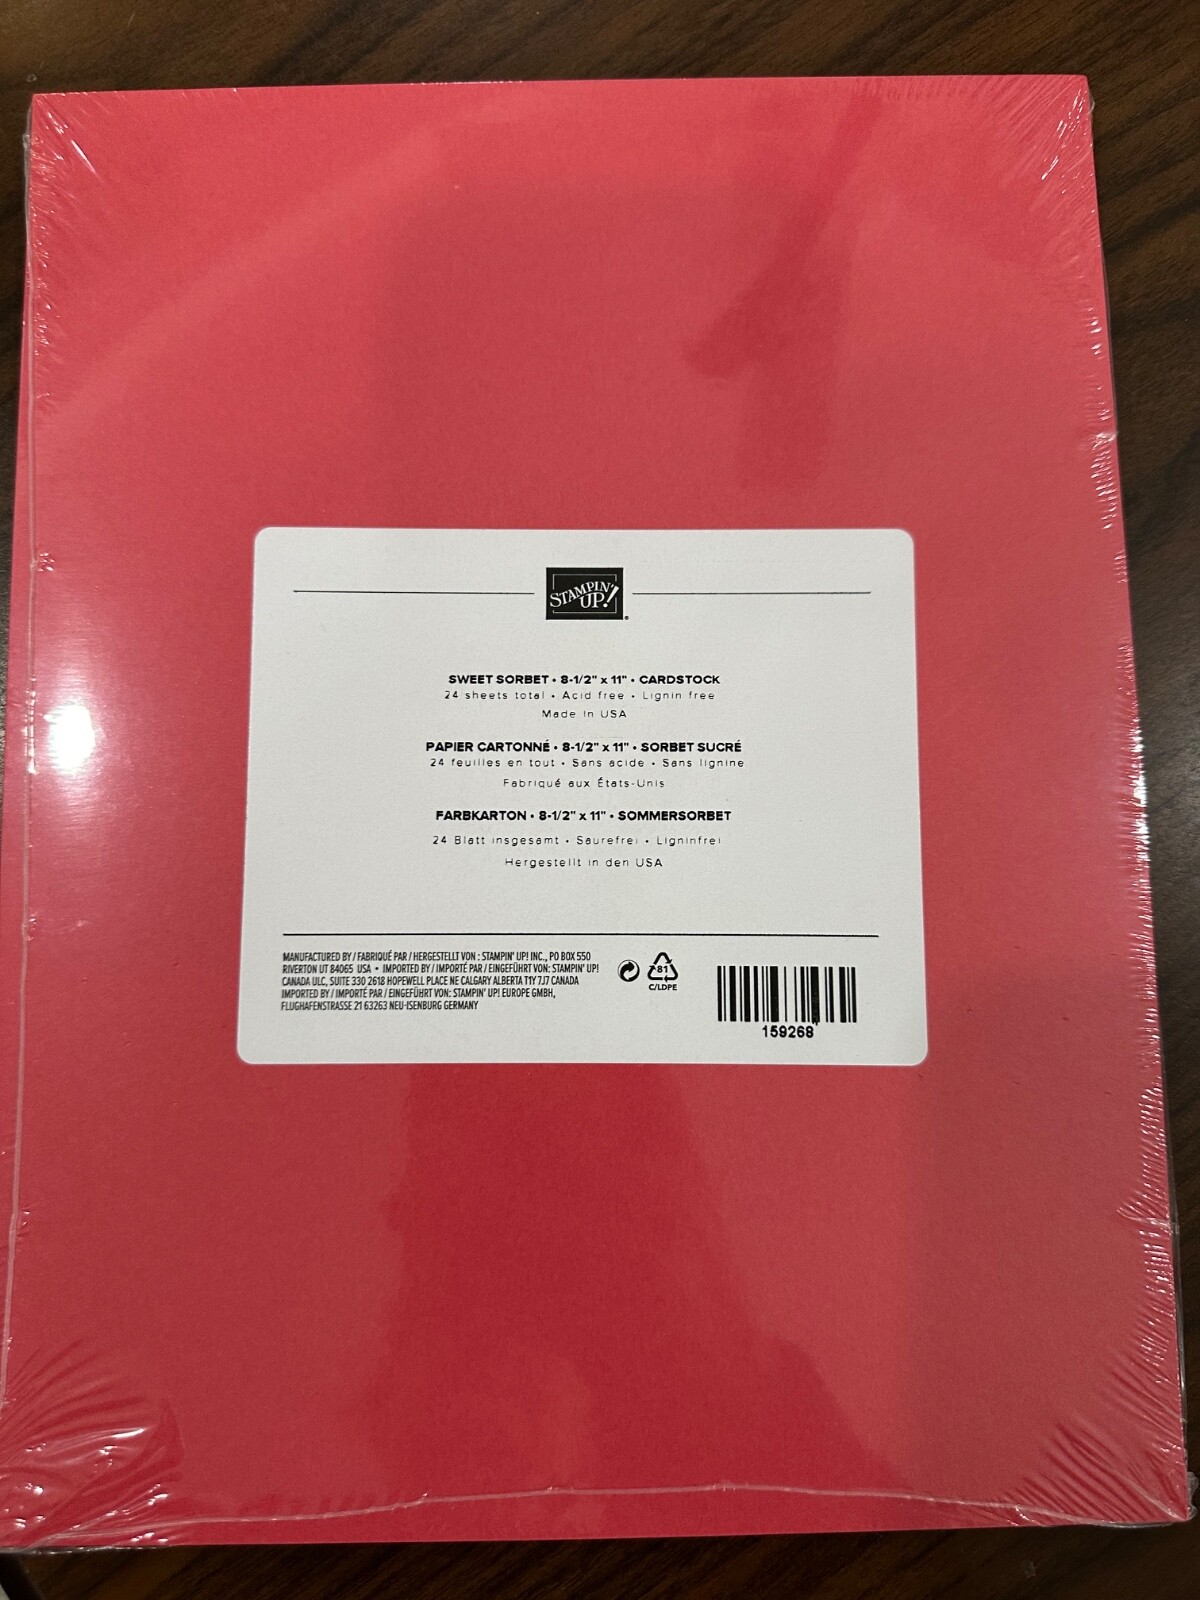 STAMPIN' UP!®
SWEET SORBET • 8-1/2" x 11" • CARDSTOCK
24 sheets total • Acid free • Lignin free
Made in USA
PAPIER CARTONNÉ • 8-1/2" x 11" • SORBET SUCRÉ
24 feuilles en tout • Sans acide • Sans lignine
Fabriqué aux États-Unis
FARBKARTON • 8-1/2" x 11" • SOMMERSORBET
24 Blatt insgesamt • Säurefrei • Ligninfrei
Hergestellt in den USA
MANUFACTURED BY / FABRIQUÉ PAR / HERGESTELLT VON : STAMPIN' UP! INC., PO BOX 550
RIVERTON UT 84065 USA • IMPORTED BY / IMPORTÉ PAR / EINGEFÜHRT VON: STAMPIN' UP!
CANADA ULC, SUITE 330 2618 HOPEWELL PLACE NE CALGARY ALBERTA T1Y 7J7 CANADA
IMPORTED BY / IMPORTÉ PAR / EINGEFÜHRT VON: STAMPIN' UP! EUROPE GMBH,
FLUGHAFENSTRASSE 21 63263 NEU-ISENBURG GERMANY
81
C/LDPE
159268